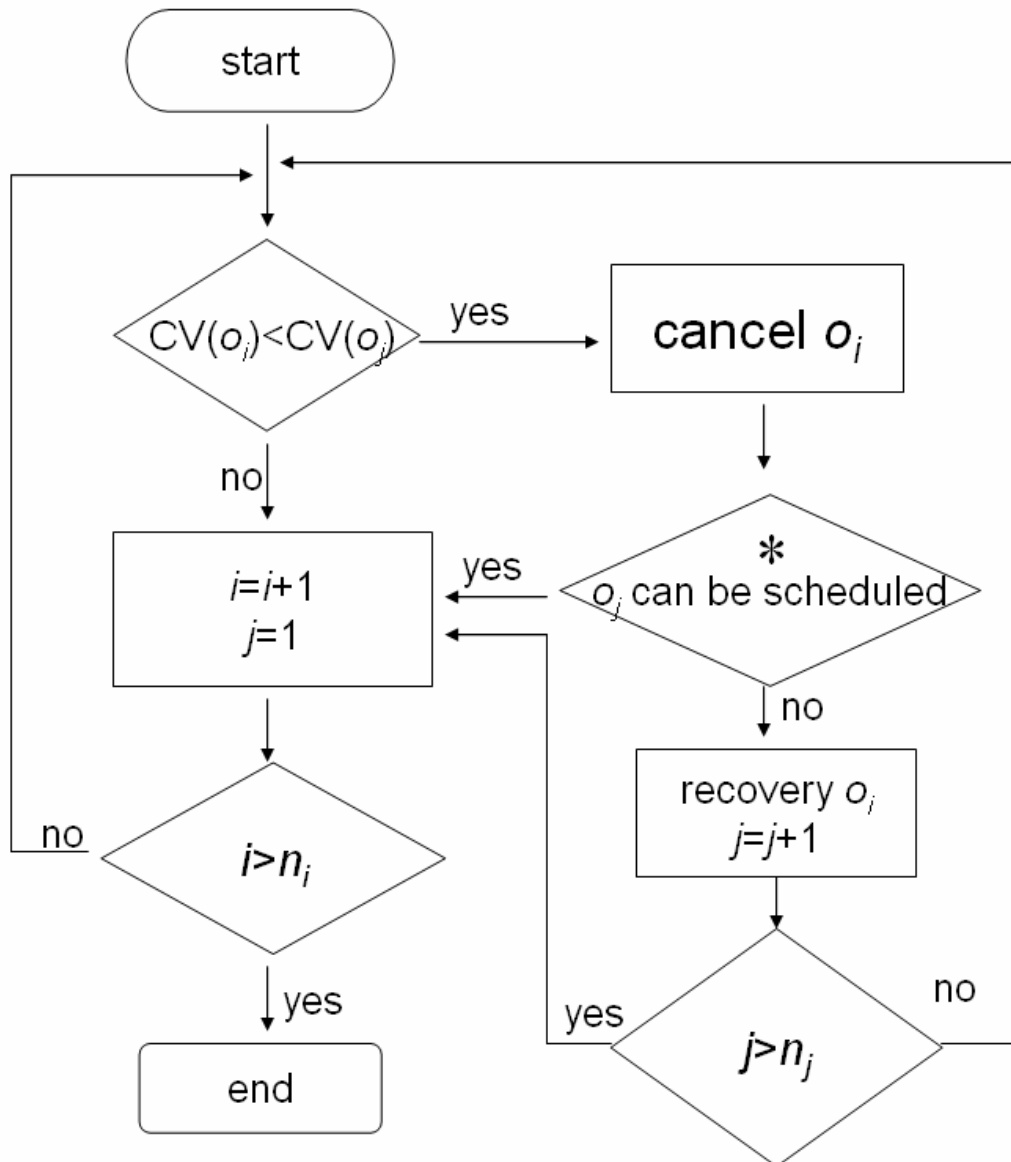 start
CV(oᵢ)<CV(oⱼ)
yes
cancel oᵢ
no
i=i+1
j=1
yes
*
oⱼ can be scheduled
no
recovery oᵢ
j=j+1
no
i>nᵢ
yes
yes
no
j>nⱼ
end